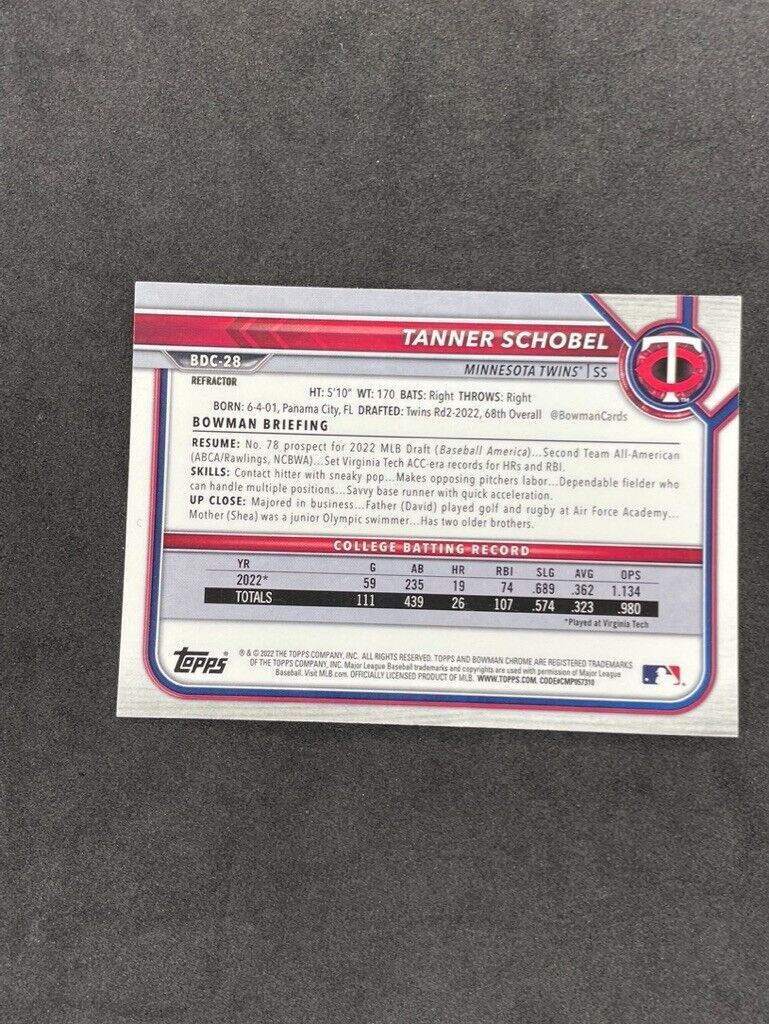 TANNER SCHOBEL
BDC-28
MINNESOTA TWINS® | SS
REFRACTOR
HT: 5'10" WT: 170 BATS: Right THROWS: Right
BORN: 6-4-01, Panama City, FL DRAFTED: Twins Rd2-2022, 68th Overall @BowmanCards
BOWMAN BRIEFING
RESUME: No. 78 prospect for 2022 MLB Draft (Baseball America)...Second Team All-American
(ABCA/Rawlings, NCBWA)...Set Virginia Tech ACC-era records for HRs and RBI.
SKILLS: Contact hitter with sneaky pop...Makes opposing pitchers labor...Dependable fielder who
can handle multiple positions...Savvy base runner with quick acceleration.
UP CLOSE: Majored in business...Father (David) played golf and rugby at Air Force Academy...
Mother (Shea) was a junior Olympic swimmer...Has two older brothers.
COLLEGE BATTING RECORD
YR G AB HR RBI SLG AVG OPS
2022* 59 235 19 74 .689 .362 1.134
TOTALS 111 439 26 107 .574 .323 .980
*Played at Virginia Tech
TOPPS®
® & © 2022 THE TOPPS COMPANY, INC. ALL RIGHTS RESERVED. TOPPS AND BOWMAN CHROME ARE REGISTERED TRADEMARKS
OF THE TOPPS COMPANY, INC. Major League Baseball trademarks and copyrights are used with permission of Major League
Baseball. Visit MLB.com. OFFICIALLY LICENSED PRODUCT OF MLB. WWW.TOPPS.COM. CODE#CMP057310